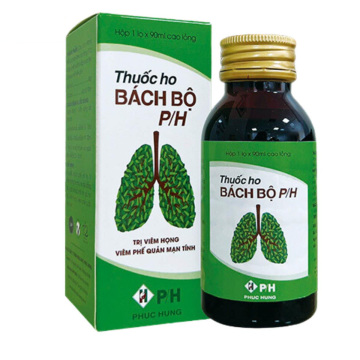 Hộp 1 lọ x 90ml cao lỏng
Thuốc ho
BÁCH BỘ
P/H
TRỊ VIÊM HỌNG
VIÊM PHẾ QUẢN MẠN TÍNH
PH
PHUC HUNG
Hộp 1 lọ x 90ml cao lỏng
Thuốc ho
BÁCH BỘ P/H
PH
PHUC HUNG